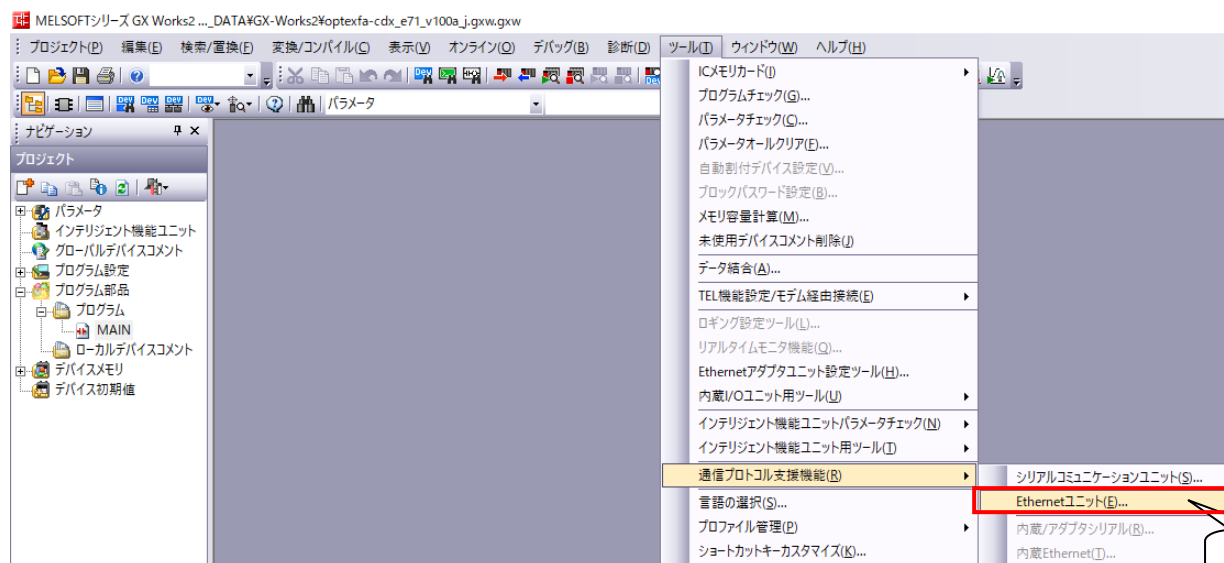 MELSOFTシリーズ GX Works2 ..._DATA¥GX-Works2¥optexfa-cdx_e71_v100a_j.gxw.gxw
プロジェクト(P) 編集(E) 検索/置換(F) 変換/コンパイル(C) 表示(V) オンライン(O) デバッグ(B) 診断(D) ツール(T) ウィンドウ(W) ヘルプ(H)
パラメータ
ナビゲーション
プロジェクト
パラメータ
インテリジェント機能ユニット
グローバルデバイスコメント
プログラム設定
プログラム部品
プログラム
MAIN
ローカルデバイスコメント
デバイスメモリ
デバイス初期値
ICメモリカード(I)
プログラムチェック(G)...
パラメータチェック(C)...
パラメータオールクリア(F)...
自動割付デバイス設定(V)...
ブロックパスワード設定(B)...
メモリ容量計算(M)...
未使用デバイスコメント削除(J)
データ結合(A)...
TEL機能設定/モデム経由接続(E)
ロギング設定ツール(L)...
リアルタイムモニタ機能(Q)...
Ethernetアダプタユニット設定ツール(H)...
内蔵I/Oユニット用ツール(U)
インテリジェント機能ユニットパラメータチェック(N)
インテリジェント機能ユニット用ツール(T)
通信プロトコル支援機能(R)
言語の選択(S)...
プロファイル管理(P)
ショートカットキーカスタマイズ(K)...
シリアルコミュニケーションユニット(S)...
Ethernetユニット(E)...
内蔵/アダプタシリアル(R)...
内蔵Ethernet(T)...